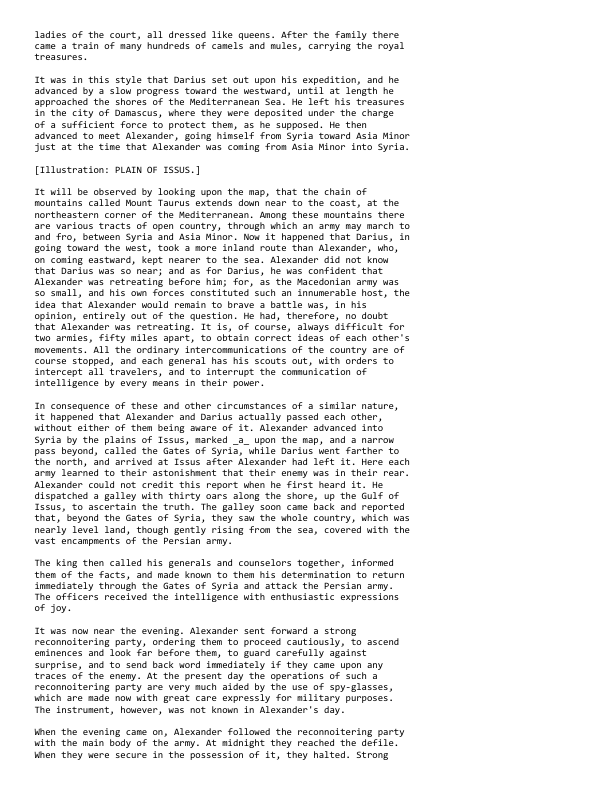 ladies of the court, all dressed like queens. After the family there
came a train of many hundreds of camels and mules, carrying the royal
treasures.

It was in this style that Darius set out upon his expedition, and he
advanced by a slow progress toward the westward, until at length he
approached the shores of the Mediterranean Sea. He left his treasures
in the city of Damascus, where they were deposited under the charge
of a sufficient force to protect them, as he supposed. He then
advanced to meet Alexander, going himself from Syria toward Asia Minor
just at the time that Alexander was coming from Asia Minor into Syria.

[Illustration: PLAIN OF ISSUS.]

It will be observed by looking upon the map, that the chain of
mountains called Mount Taurus extends down near to the coast, at the
northeastern corner of the Mediterranean. Among these mountains there
are various tracts of open country, through which an army may march to
and fro, between Syria and Asia Minor. Now it happened that Darius, in
going toward the west, took a more inland route than Alexander, who,
on coming eastward, kept nearer to the sea. Alexander did not know
that Darius was so near; and as for Darius, he was confident that
Alexander was retreating before him; for, as the Macedonian army was
so small, and his own forces constituted such an innumerable host, the
idea that Alexander would remain to brave a battle was, in his
opinion, entirely out of the question. He had, therefore, no doubt
that Alexander was retreating. It is, of course, always difficult for
two armies, fifty miles apart, to obtain correct ideas of each other's
movements. All the ordinary intercommunications of the country are of
course stopped, and each general has his scouts out, with orders to
intercept all travelers, and to interrupt the communication of
intelligence by every means in their power.

In consequence of these and other circumstances of a similar nature,
it happened that Alexander and Darius actually passed each other,
without either of them being aware of it. Alexander advanced into
Syria by the plains of Issus, marked _a_ upon the map, and a narrow
pass beyond, called the Gates of Syria, while Darius went farther to
the north, and arrived at Issus after Alexander had left it. Here each
army learned to their astonishment that their enemy was in their rear.
Alexander could not credit this report when he first heard it. He
dispatched a galley with thirty oars along the shore, up the Gulf of
Issus, to ascertain the truth. The galley soon came back and reported
that, beyond the Gates of Syria, they saw the whole country, which was
nearly level land, though gently rising from the sea, covered with the
vast encampments of the Persian army.

The king then called his generals and counselors together, informed
them of the facts, and made known to them his determination to return
immediately through the Gates of Syria and attack the Persian army.
The officers received the intelligence with enthusiastic expressions
of joy.

It was now near the evening. Alexander sent forward a strong
reconnoitering party, ordering them to proceed cautiously, to ascend
eminences and look far before them, to guard carefully against
surprise, and to send back word immediately if they came upon any
traces of the enemy. At the present day the operations of such a
reconnoitering party are very much aided by the use of spy-glasses,
which are made now with great care expressly for military purposes.
The instrument, however, was not known in Alexander's day.

When the evening came on, Alexander followed the reconnoitering party
with the main body of the army. At midnight they reached the defile.
When they were secure in the possession of it, they halted. Strong